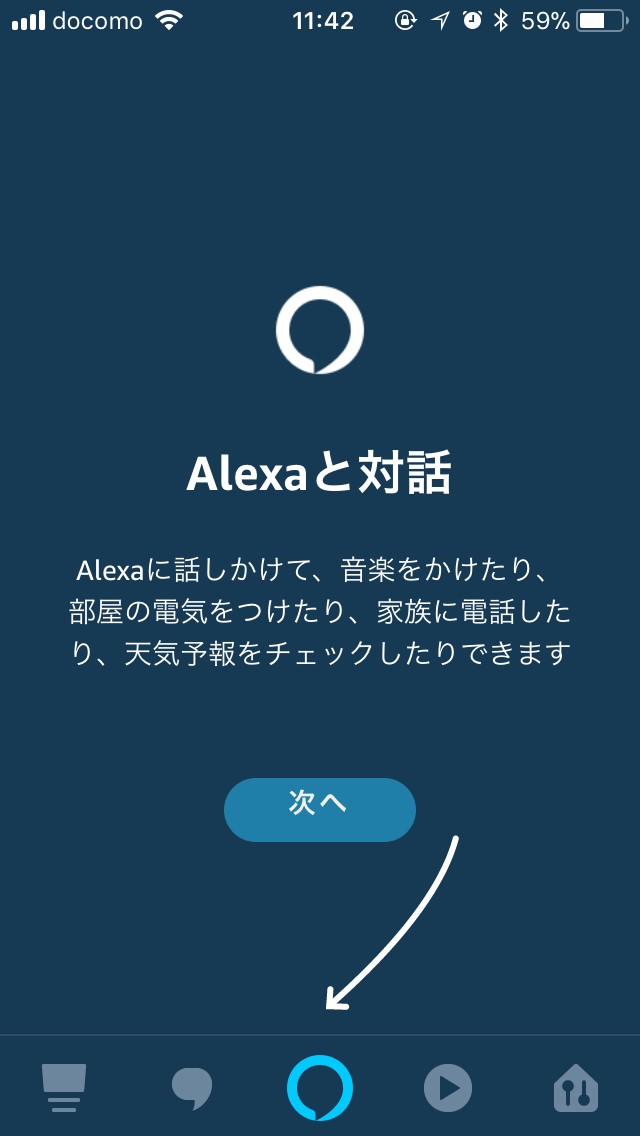 docomo 11:42 59%
Alexaと対話
Alexaに話しかけて、音楽をかけたり、
部屋の電気をつけたり、家族に電話した
り、天気予報をチェックしたりできます
次へ